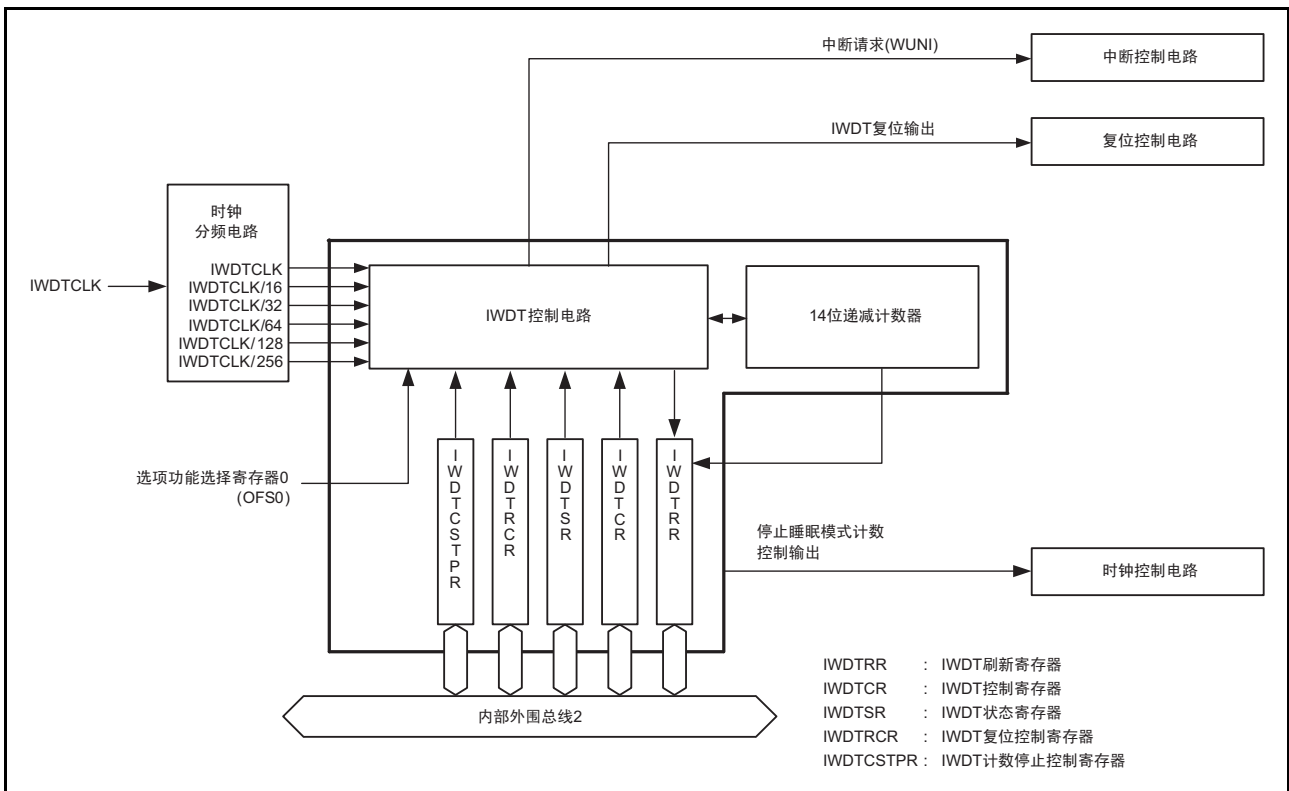 中断请求(WUNI)
中断控制电路
IWDT复位输出
复位控制电路
时钟
分频电路
IWDTCLK
IWDTCLK
IWDTCLK/16
IWDTCLK/32
IWDTCLK/64
IWDTCLK/128
IWDTCLK/256
IWDT控制电路
14位递减计数器
选项功能选择寄存器0
(OFS0)
IWDTCSTPR
IWDTRCR
IWDTSR
IWDTCR
IWDTRR
停止睡眠模式计数
控制输出
时钟控制电路
内部外围总线2
IWDTRR : IWDT刷新寄存器
IWDTCR : IWDT控制寄存器
IWDTSR : IWDT状态寄存器
IWDTRCR : IWDT复位控制寄存器
IWDTCSTPR : IWDT计数停止控制寄存器